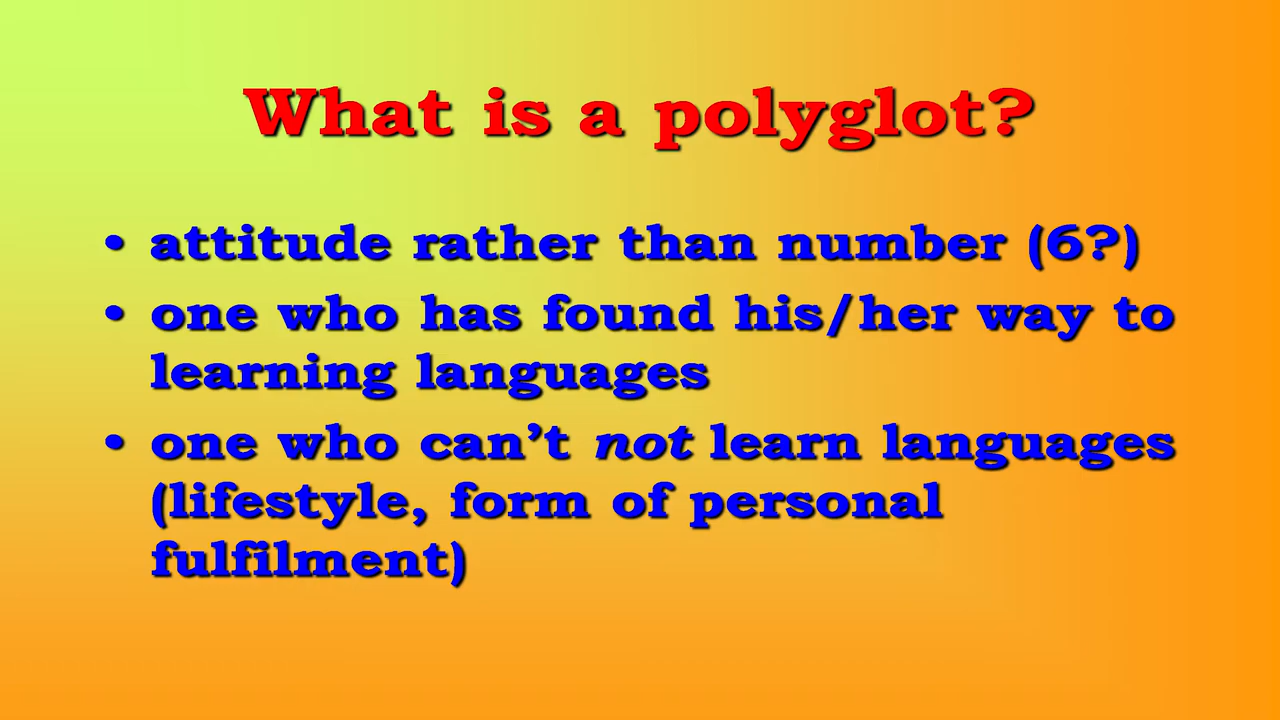 What is a polyglot?
• attitude rather than number (6?)
• one who has found his/her way to
learning languages
• one who can’t not learn languages
(lifestyle, form of personal
fulfilment)